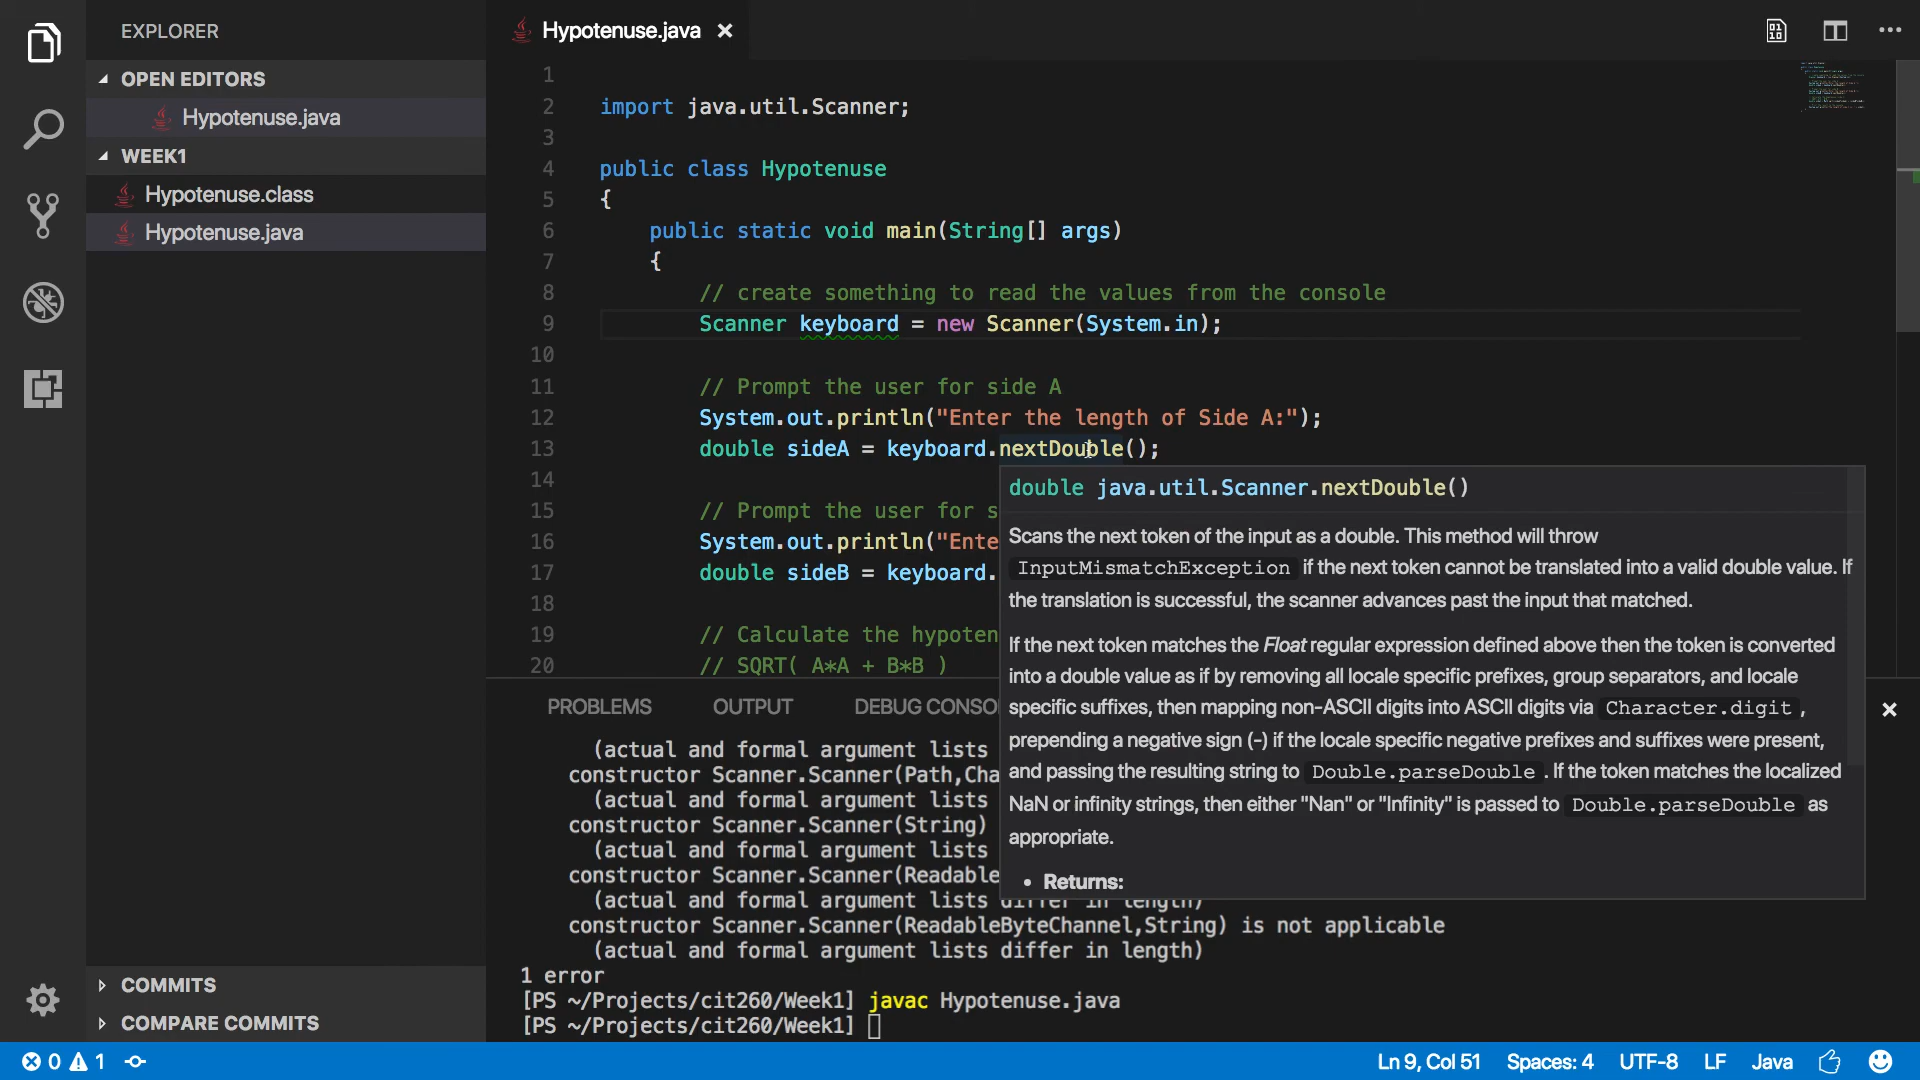 EXPLORER
OPEN EDITORS
Hypotenuse.java
WEEK1
Hypotenuse.class
Hypotenuse.java
COMMITS
COMPARE COMMITS
Hypotenuse.java
1
2 import java.util.Scanner;
3
4 public class Hypotenuse
5 {
6 public static void main(String[] args)
7 {
8 // create something to read the values from the console
9 Scanner keyboard = new Scanner(System.in);
10
11 // Prompt the user for side A
12 System.out.println("Enter the length of Side A:");
13 double sideA = keyboard.nextDouble();
14
15 // Prompt the user for s
16 System.out.println("Ente
17 double sideB = keyboard.
18
19 // Calculate the hypoten
20 // SQRT( A*A + B*B )
double java.util.Scanner.nextDouble()
Scans the next token of the input as a double. This method will throw
InputMismatchException if the next token cannot be translated into a valid double value. If
the translation is successful, the scanner advances past the input that matched.
If the next token matches the Float regular expression defined above then the token is converted
into a double value as if by removing all locale specific prefixes, group separators, and locale
specific suffixes, then mapping non-ASCII digits into ASCII digits via Character.digit,
prepending a negative sign (-) if the locale specific negative prefixes and suffixes were present,
and passing the resulting string to Double.parseDouble. If the token matches the localized
NaN or infinity strings, then either "Nan" or "Infinity" is passed to Double.parseDouble as
appropriate.
• Returns:
PROBLEMS OUTPUT DEBUG CONSO
(actual and formal argument lists
constructor Scanner.Scanner(Path,Cha
(actual and formal argument lists
constructor Scanner.Scanner(String)
(actual and formal argument lists
constructor Scanner.Scanner(Readable
(actual and formal argument lists differ in length)
constructor Scanner.Scanner(ReadableByteChannel,String) is not applicable
(actual and formal argument lists differ in length)
1 error
[PS ~/Projects/cit260/Week1] javac Hypotenuse.java
[PS ~/Projects/cit260/Week1]
0 1 Ln 9, Col 51 Spaces: 4 UTF-8 LF Java